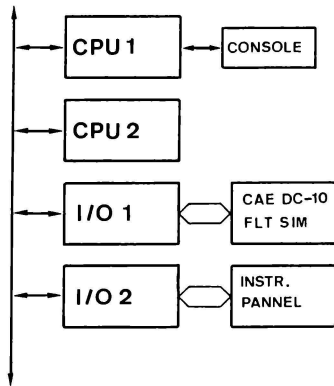 CPU 1
CONSOLE
CPU 2
I/O 1
CAE DC-10
FLT SIM
I/O 2
INSTR.
PANNEL